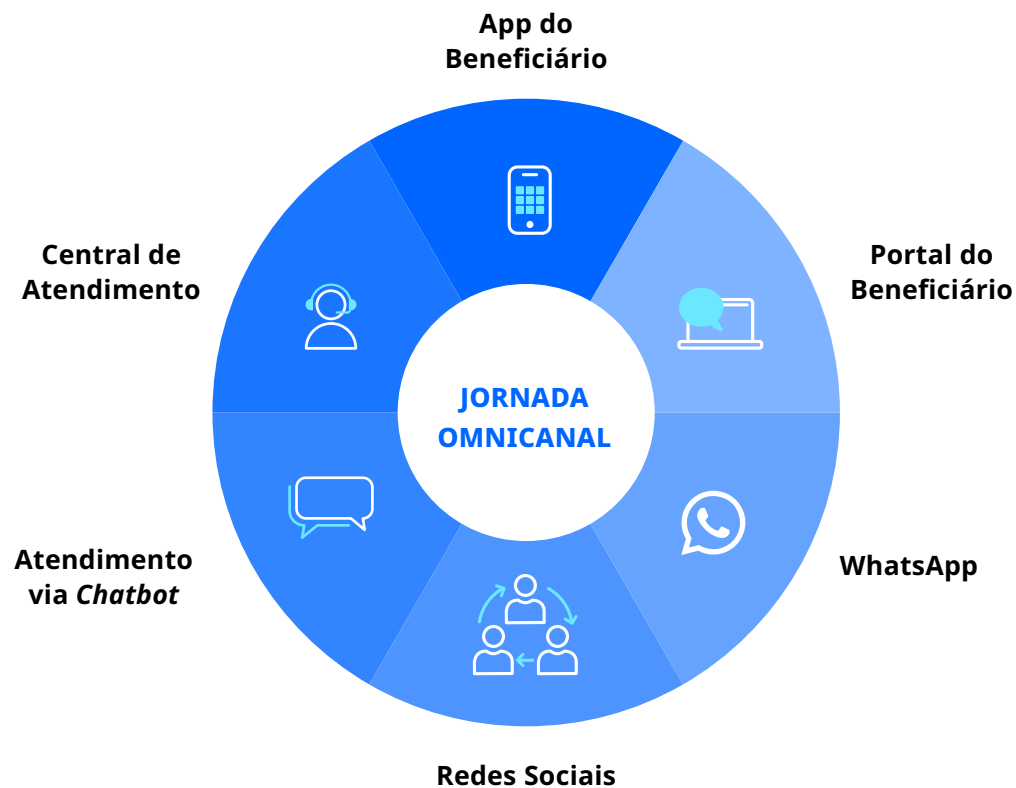 App do
Beneficiário
Central de
Atendimento
Portal do
Beneficiário
JORNADA
OMNICANAL
Atendimento
via Chatbot
WhatsApp
Redes Sociais